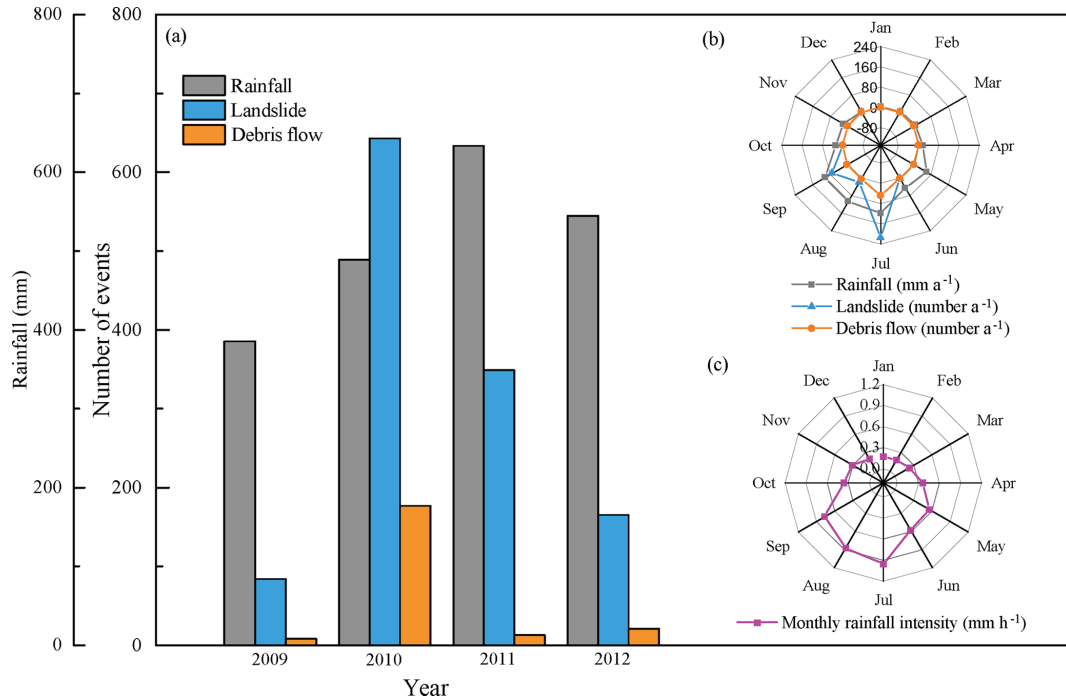 800
600
400
200
0
Rainfall (mm)
800
600
400
200
0
Number of events
(a)
Rainfall
Landslide
Debris flow
2009
2010
2011
2012
Year
(b)
Jan
Feb
Mar
Apr
May
Jun
Jul
Aug
Sep
Oct
Nov
Dec
240
160
80
0
-80
Rainfall (mm a⁻¹)
Landslide (number a⁻¹)
Debris flow (number a⁻¹)
(c)
Jan
Feb
Mar
Apr
May
Jun
Jul
Aug
Sep
Oct
Nov
Dec
1.2
0.9
0.6
0.3
0.0
Monthly rainfall intensity (mm h⁻¹)